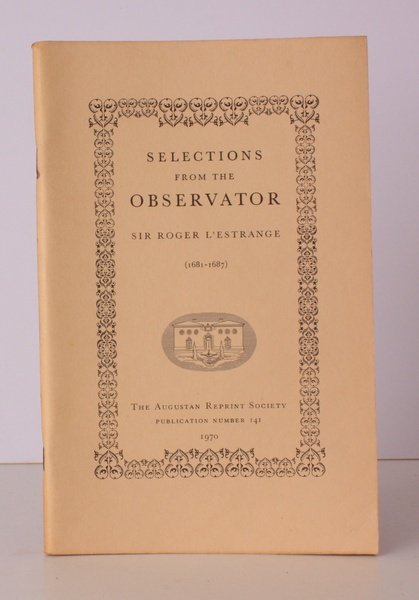 SELECTIONS
FROM THE
OBSERVATOR
SIR ROGER L'ESTRANGE
(1681-1687)
THE AUGUSTAN REPRINT SOCIETY
PUBLICATION NUMBER 141
1970